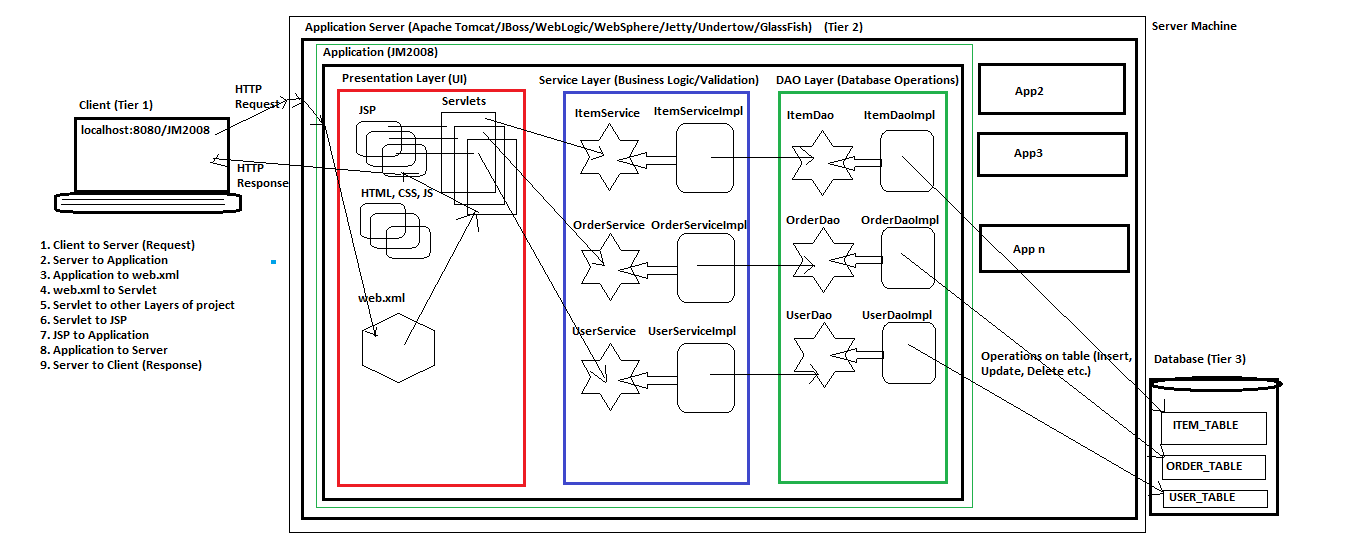 Application Server (Apache Tomcat/JBoss/WebLogic/WebSphere/Jetty/Undertow/GlassFish) (Tier 2)
Server Machine
Application (JM2008)
Presentation Layer (UI)
Service Layer (Business Logic/Validation)
DAO Layer (Database Operations)
HTTP
Request
Client (Tier 1)
localhost:8080/JM2008
HTTP
Response
JSP
Servlets
HTML, CSS, JS
web.xml
ItemService
ItemServiceImpl
OrderService
OrderServiceImpl
UserService
UserServiceImpl
ItemDao
ItemDaoImpl
OrderDao
OrderDaoImpl
UserDao
UserDaoImpl
App2
App3
App n
1. Client to Server (Request)
2. Server to Application
3. Application to web.xml
4. web.xml to Servlet
5. Servlet to other Layers of project
6. Servlet to JSP
7. JSP to Application
8. Application to Server
9. Server to Client (Response)
Operations on table (Insert,
Update, Delete etc.)
Database (Tier 3)
ITEM_TABLE
ORDER_TABLE
USER_TABLE